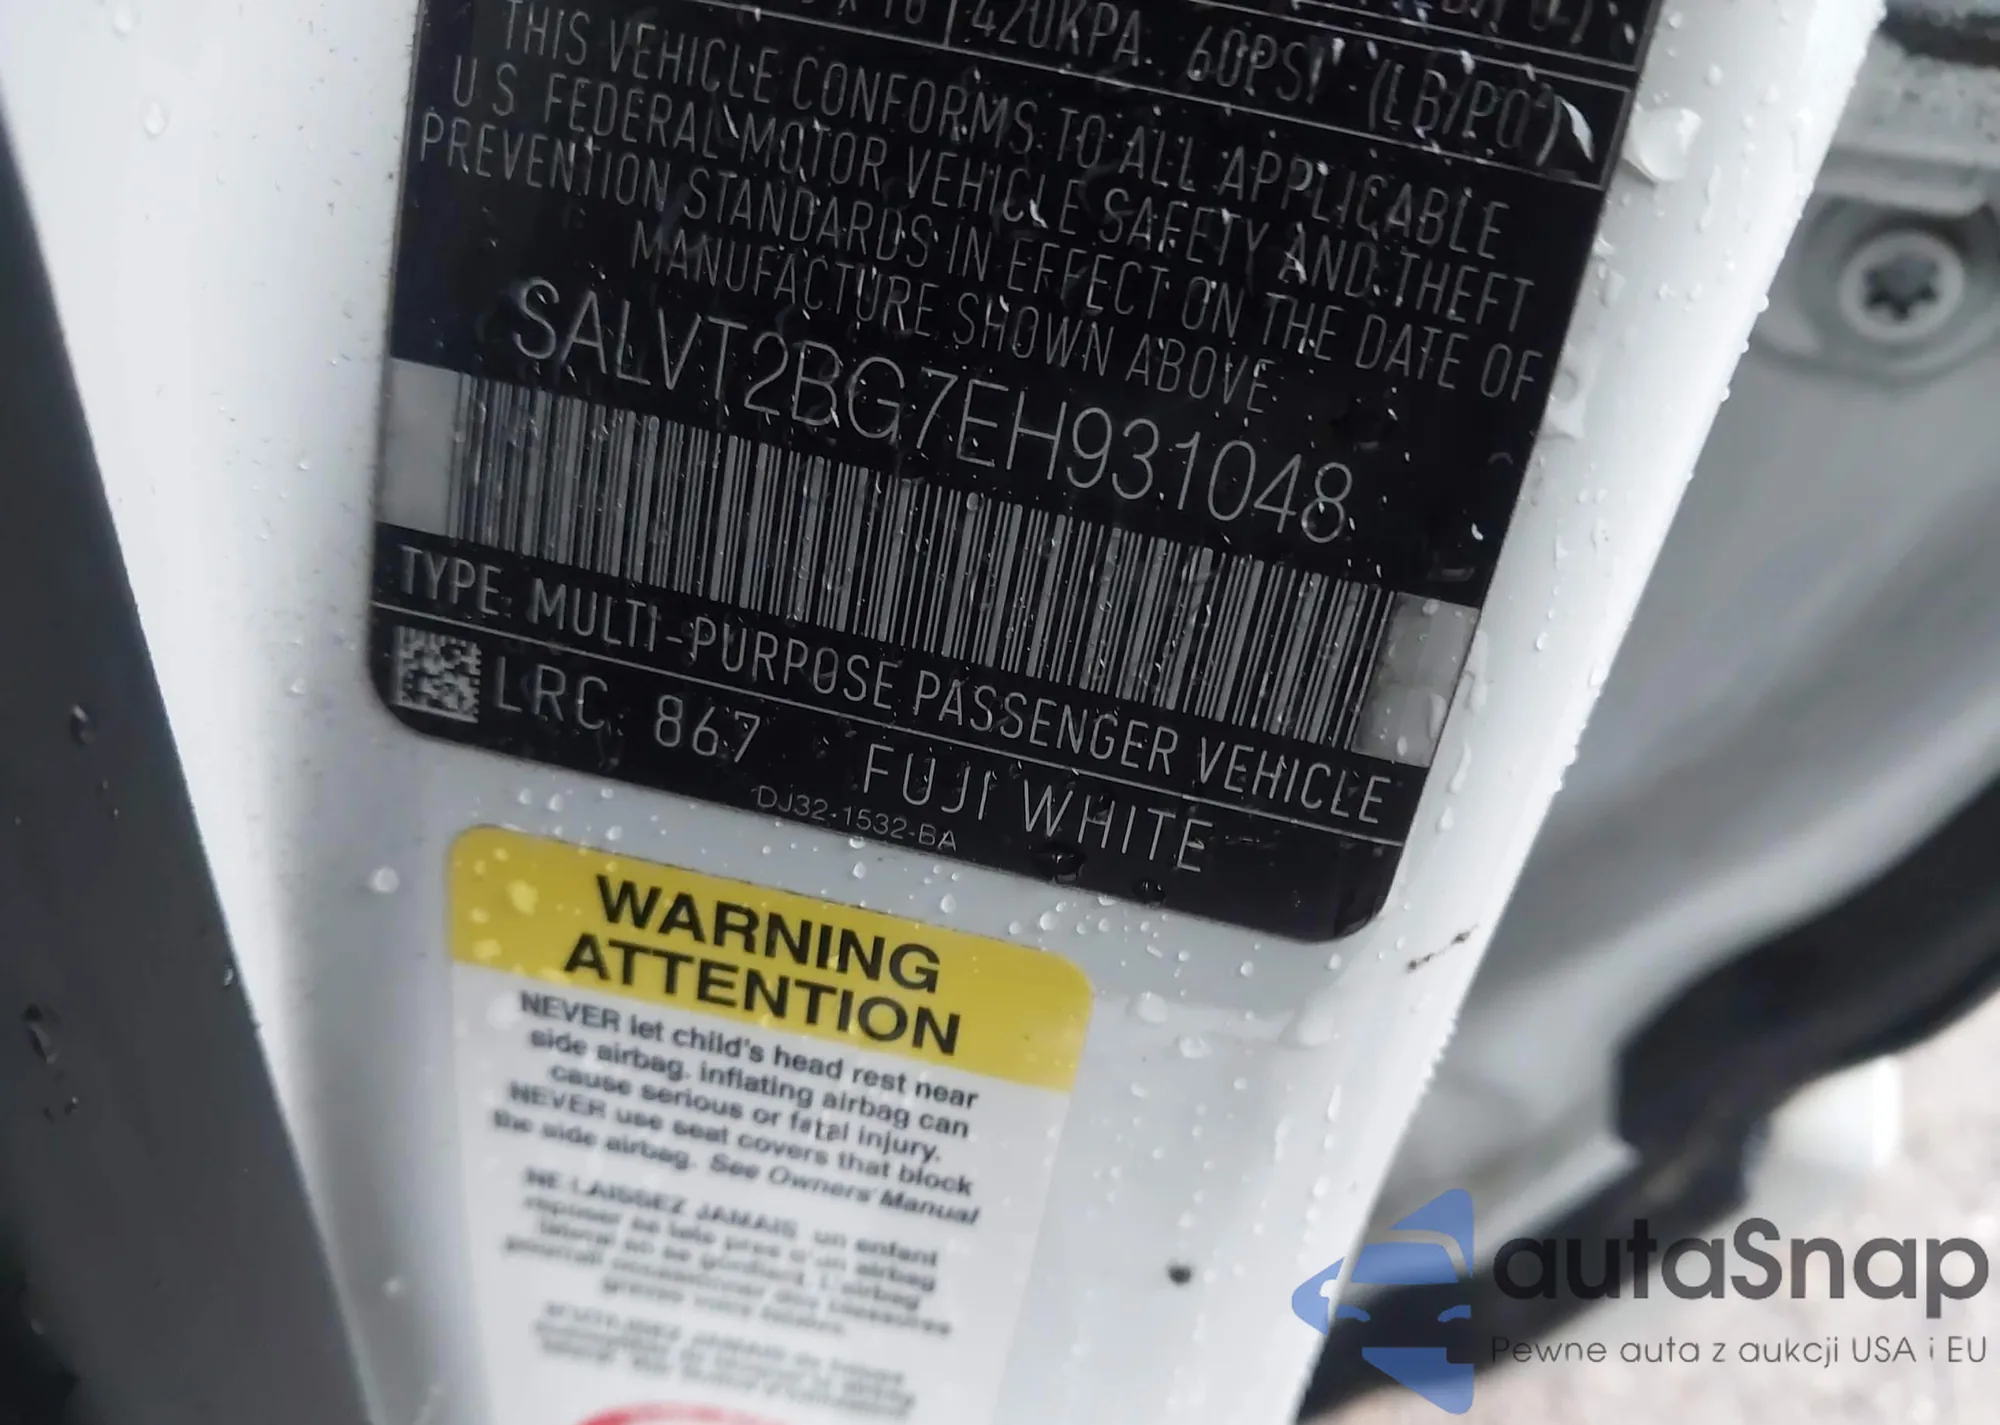 420KPA 60PSI (LB/PO²)
THIS VEHICLE CONFORMS TO ALL APPLICABLE
U.S. FEDERAL MOTOR VEHICLE SAFETY AND THEFT
PREVENTION STANDARDS IN EFFECT ON THE DATE OF
MANUFACTURE SHOWN ABOVE
SALVT2BG7EH931048
TYPE: MULTI-PURPOSE PASSENGER VEHICLE
LRC 867 FUJI WHITE
DJ32-1532-BA
WARNING
ATTENTION
NEVER let child's head rest near
side airbag. inflating airbag can
cause serious or fatal injury.
NEVER use seat covers that block
the side airbag. See Owners' Manual
NE LAISSEZ JAMAIS un enfant
autaSnap
Pewne auta z aukcji USA i EU